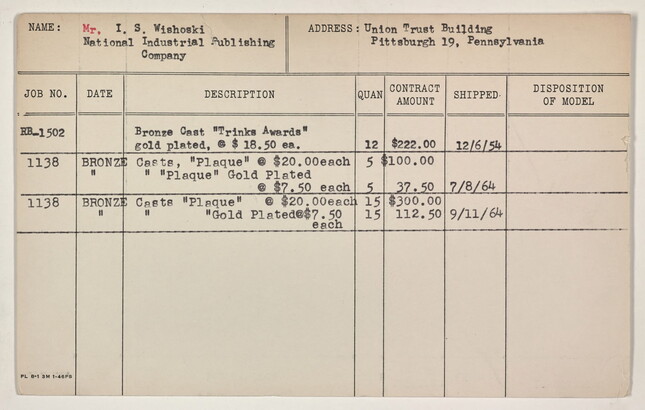 NAME: Mr. I. S. Wishoski ADDRESS: Union Trust Building
National Industrial Publishing Pittsburgh 19, Pennsylvania
Company
JOB NO. DATE DESCRIPTION QUAN CONTRACT AMOUNT SHIPPED DISPOSITION OF MODEL
RB-1502 Bronze Cast "Trinks Awards"
gold plated, @ $ 18.50 ea. 12 $222.00 12/6/54
1138 BRONZE Casts, "Plaque" @ $20.00each 5 $100.00
" " "Plaque" Gold Plated
@ $7.50 each 5 37.50 7/8/64
1138 BRONZE Casts "Plaque" @ $20.00each 15 $300.00
" " "Gold Plated@$7.50 15 112.50 9/11/64
each